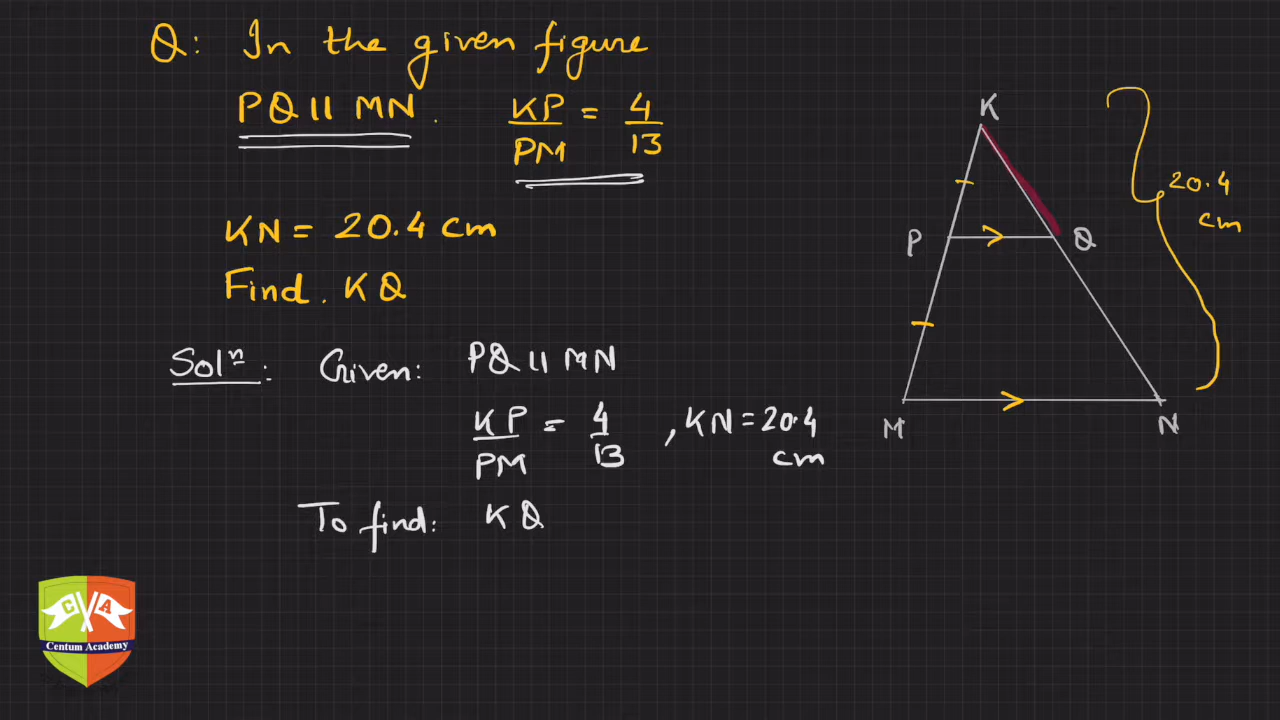 Q: In the given figure
PQ || MN. KP/PM = 4/13
KN = 20.4 cm
Find. KQ
Solⁿ: Given: PQ || MN
KP/PM = 4/13, KN = 20.4 cm
To find: KQ
K
20.4 cm
P Q
M N
C A
Centum Academy